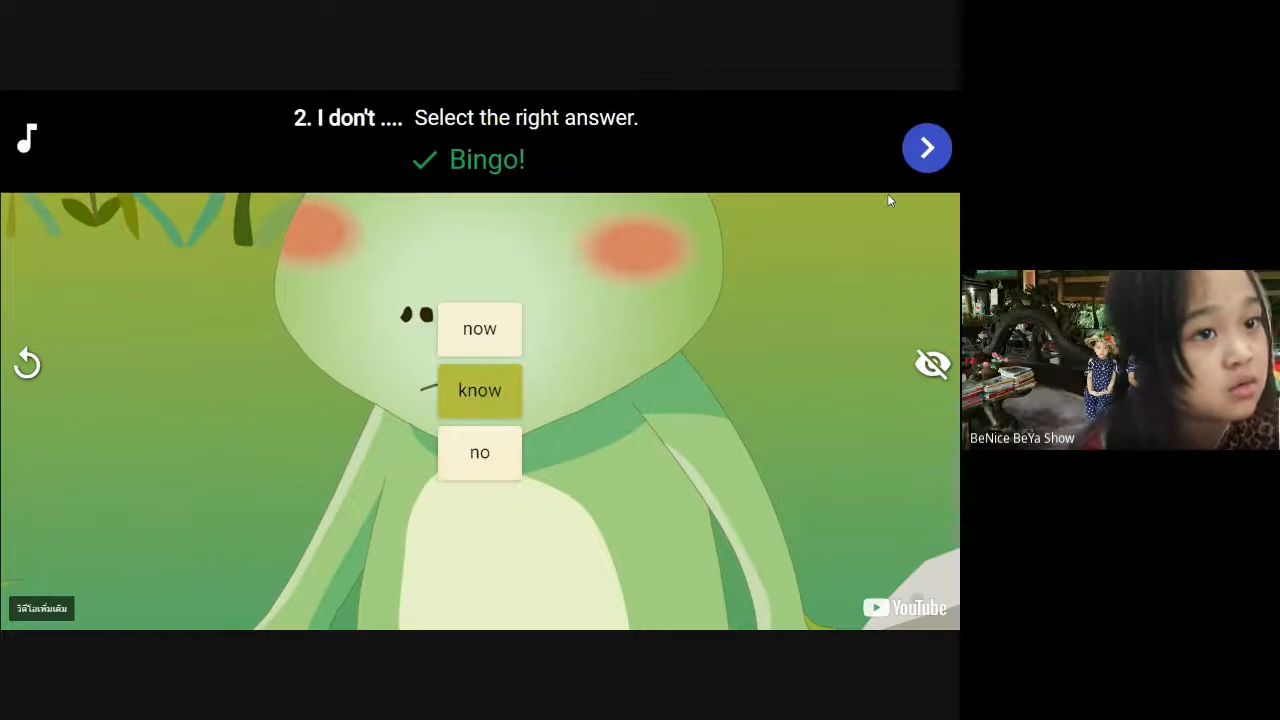 2. I don't .... Select the right answer.
✓ Bingo!
now
know
no
วิดีโอเพิ่มเติม
YouTube
BeNice BeYa Show